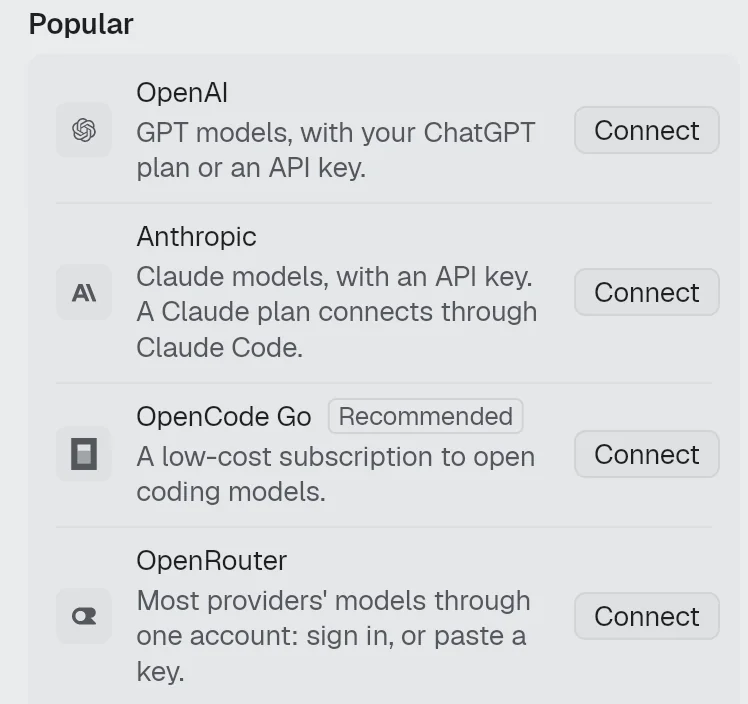 Popular
OpenAI
GPT models, with your ChatGPT
plan or an API key.
Connect
Anthropic
Claude models, with an API key.
A Claude plan connects through
Claude Code.
Connect
OpenCode Go
Recommended
A low-cost subscription to open
coding models.
Connect
OpenRouter
Most providers' models through
one account: sign in, or paste a
key.
Connect